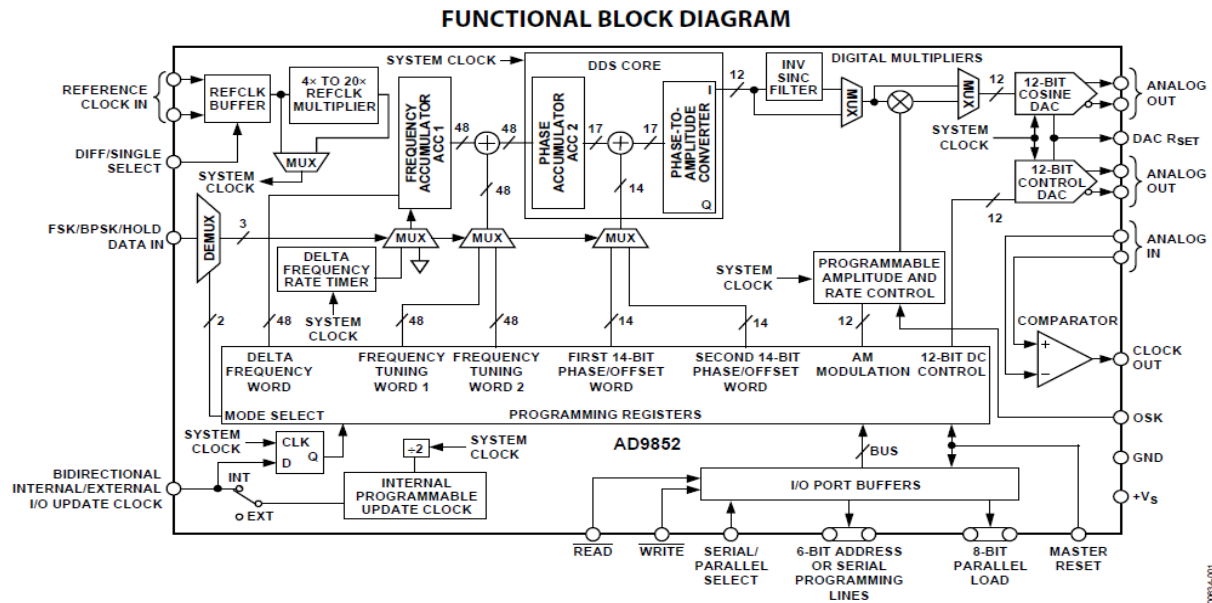 FUNCTIONAL BLOCK DIAGRAM
REFERENCE
CLOCK IN
REFCLK
BUFFER
4× TO 20×
REFCLK
MULTIPLIER
MUX
SYSTEM
CLOCK
DIFF/SINGLE
SELECT
SYSTEM CLOCK
DDS CORE
FREQUENCY
ACCUMULATOR
ACC 1
48
48
PHASE
ACCUMULATOR
ACC 2
17
17
PHASE-TO-
AMPLITUDE
CONVERTER
I
Q
48
14
12
INV
SINC
FILTER
DIGITAL MULTIPLIERS
MUX
MUX
12
12-BIT
COSINE
DAC
ANALOG
OUT
SYSTEM
CLOCK
DAC RSET
12-BIT
CONTROL
DAC
ANALOG
OUT
12
ANALOG
IN
FSK/BPSK/HOLD
DATA IN
DEMUX
3
MUX
MUX
MUX
DELTA
FREQUENCY
RATE TIMER
SYSTEM
CLOCK
SYSTEM
CLOCK
PROGRAMMABLE
AMPLITUDE AND
RATE CONTROL
COMPARATOR
+
−
CLOCK
OUT
2
48
48
48
14
14
12
DELTA
FREQUENCY
WORD
FREQUENCY
TUNING
WORD 1
FREQUENCY
TUNING
WORD 2
FIRST 14-BIT
PHASE/OFFSET
WORD
SECOND 14-BIT
PHASE/OFFSET
WORD
AM
MODULATION
12-BIT DC
CONTROL
MODE SELECT
PROGRAMMING REGISTERS
OSK
SYSTEM
CLOCK
CLK
D
Q
÷2
SYSTEM
CLOCK
AD9852
BUS
GND
BIDIRECTIONAL
INTERNAL/EXTERNAL
I/O UPDATE CLOCK
INT
EXT
INTERNAL
PROGRAMMABLE
UPDATE CLOCK
I/O PORT BUFFERS
+VS
READ
WRITE
SERIAL/
PARALLEL
SELECT
6-BIT ADDRESS
OR SERIAL
PROGRAMMING
LINES
8-BIT
PARALLEL
LOAD
MASTER
RESET